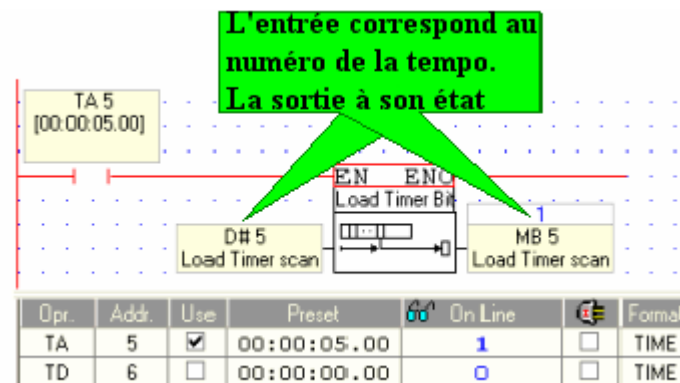 L'entrée correspond au
numéro de la tempo.
La sortie à son état
TA 5
[00:00:05.00]
EN ENO
Load Timer Bit
1
D# 5
Load Timer scan
MB 5
Load Timer scan
Opr. Addr. Use Preset On Line Format
TA 5 00:00:05.00 1 TIME
TD 6 00:00:00.00 0 TIME